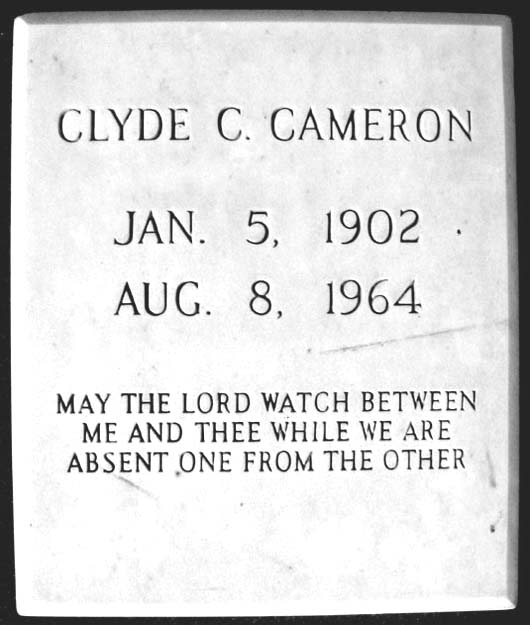 CLYDE C. CAMERON
JAN. 5, 1902
AUG. 8, 1964
MAY THE LORD WATCH BETWEEN
ME AND THEE WHILE WE ARE
ABSENT ONE FROM THE OTHER